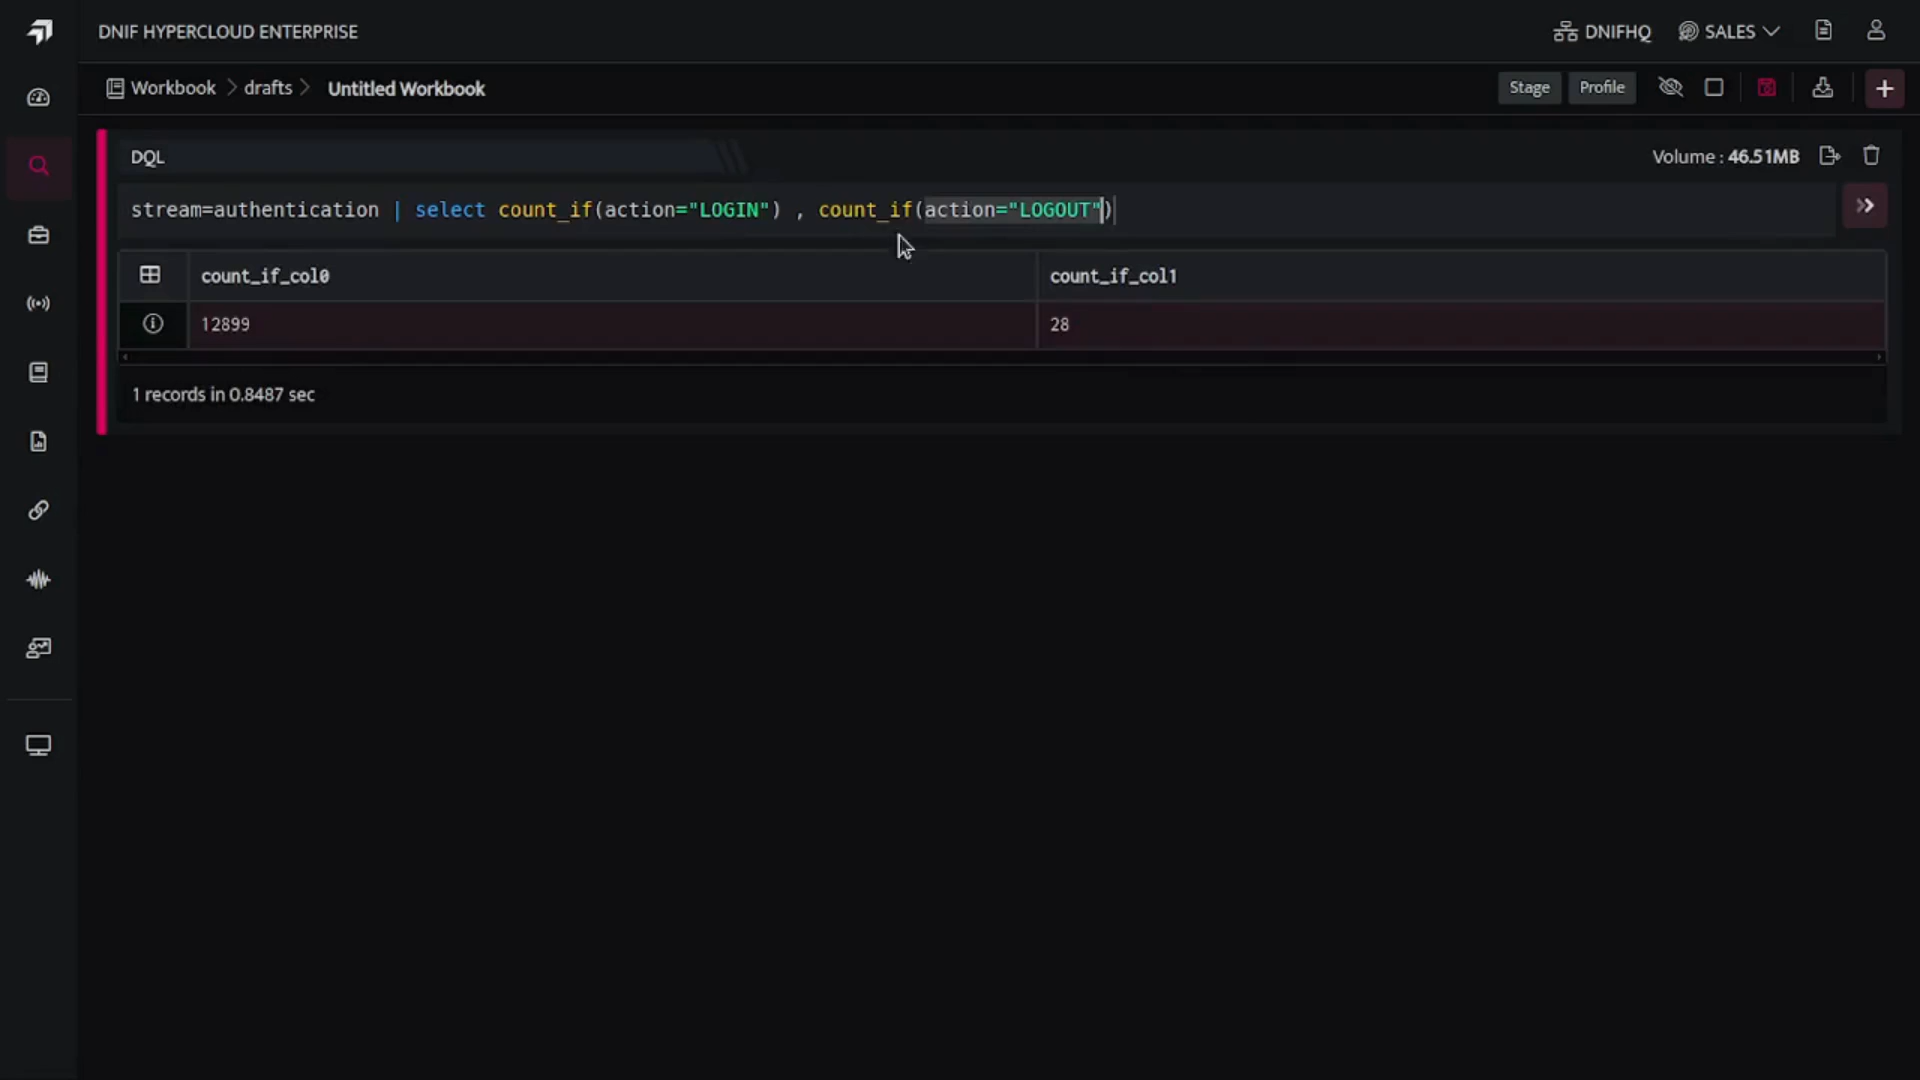 DNIF HYPERCLOUD ENTERPRISE
DNIFHQ
SALES
Workbook > drafts > Untitled Workbook
Stage
Profile
DQL
Volume : 46.51MB
stream=authentication | select count_if(action="LOGIN") , count_if(action="LOGOUT")
count_if_col0 count_if_col1
12899 28
1 records in 0.8487 sec